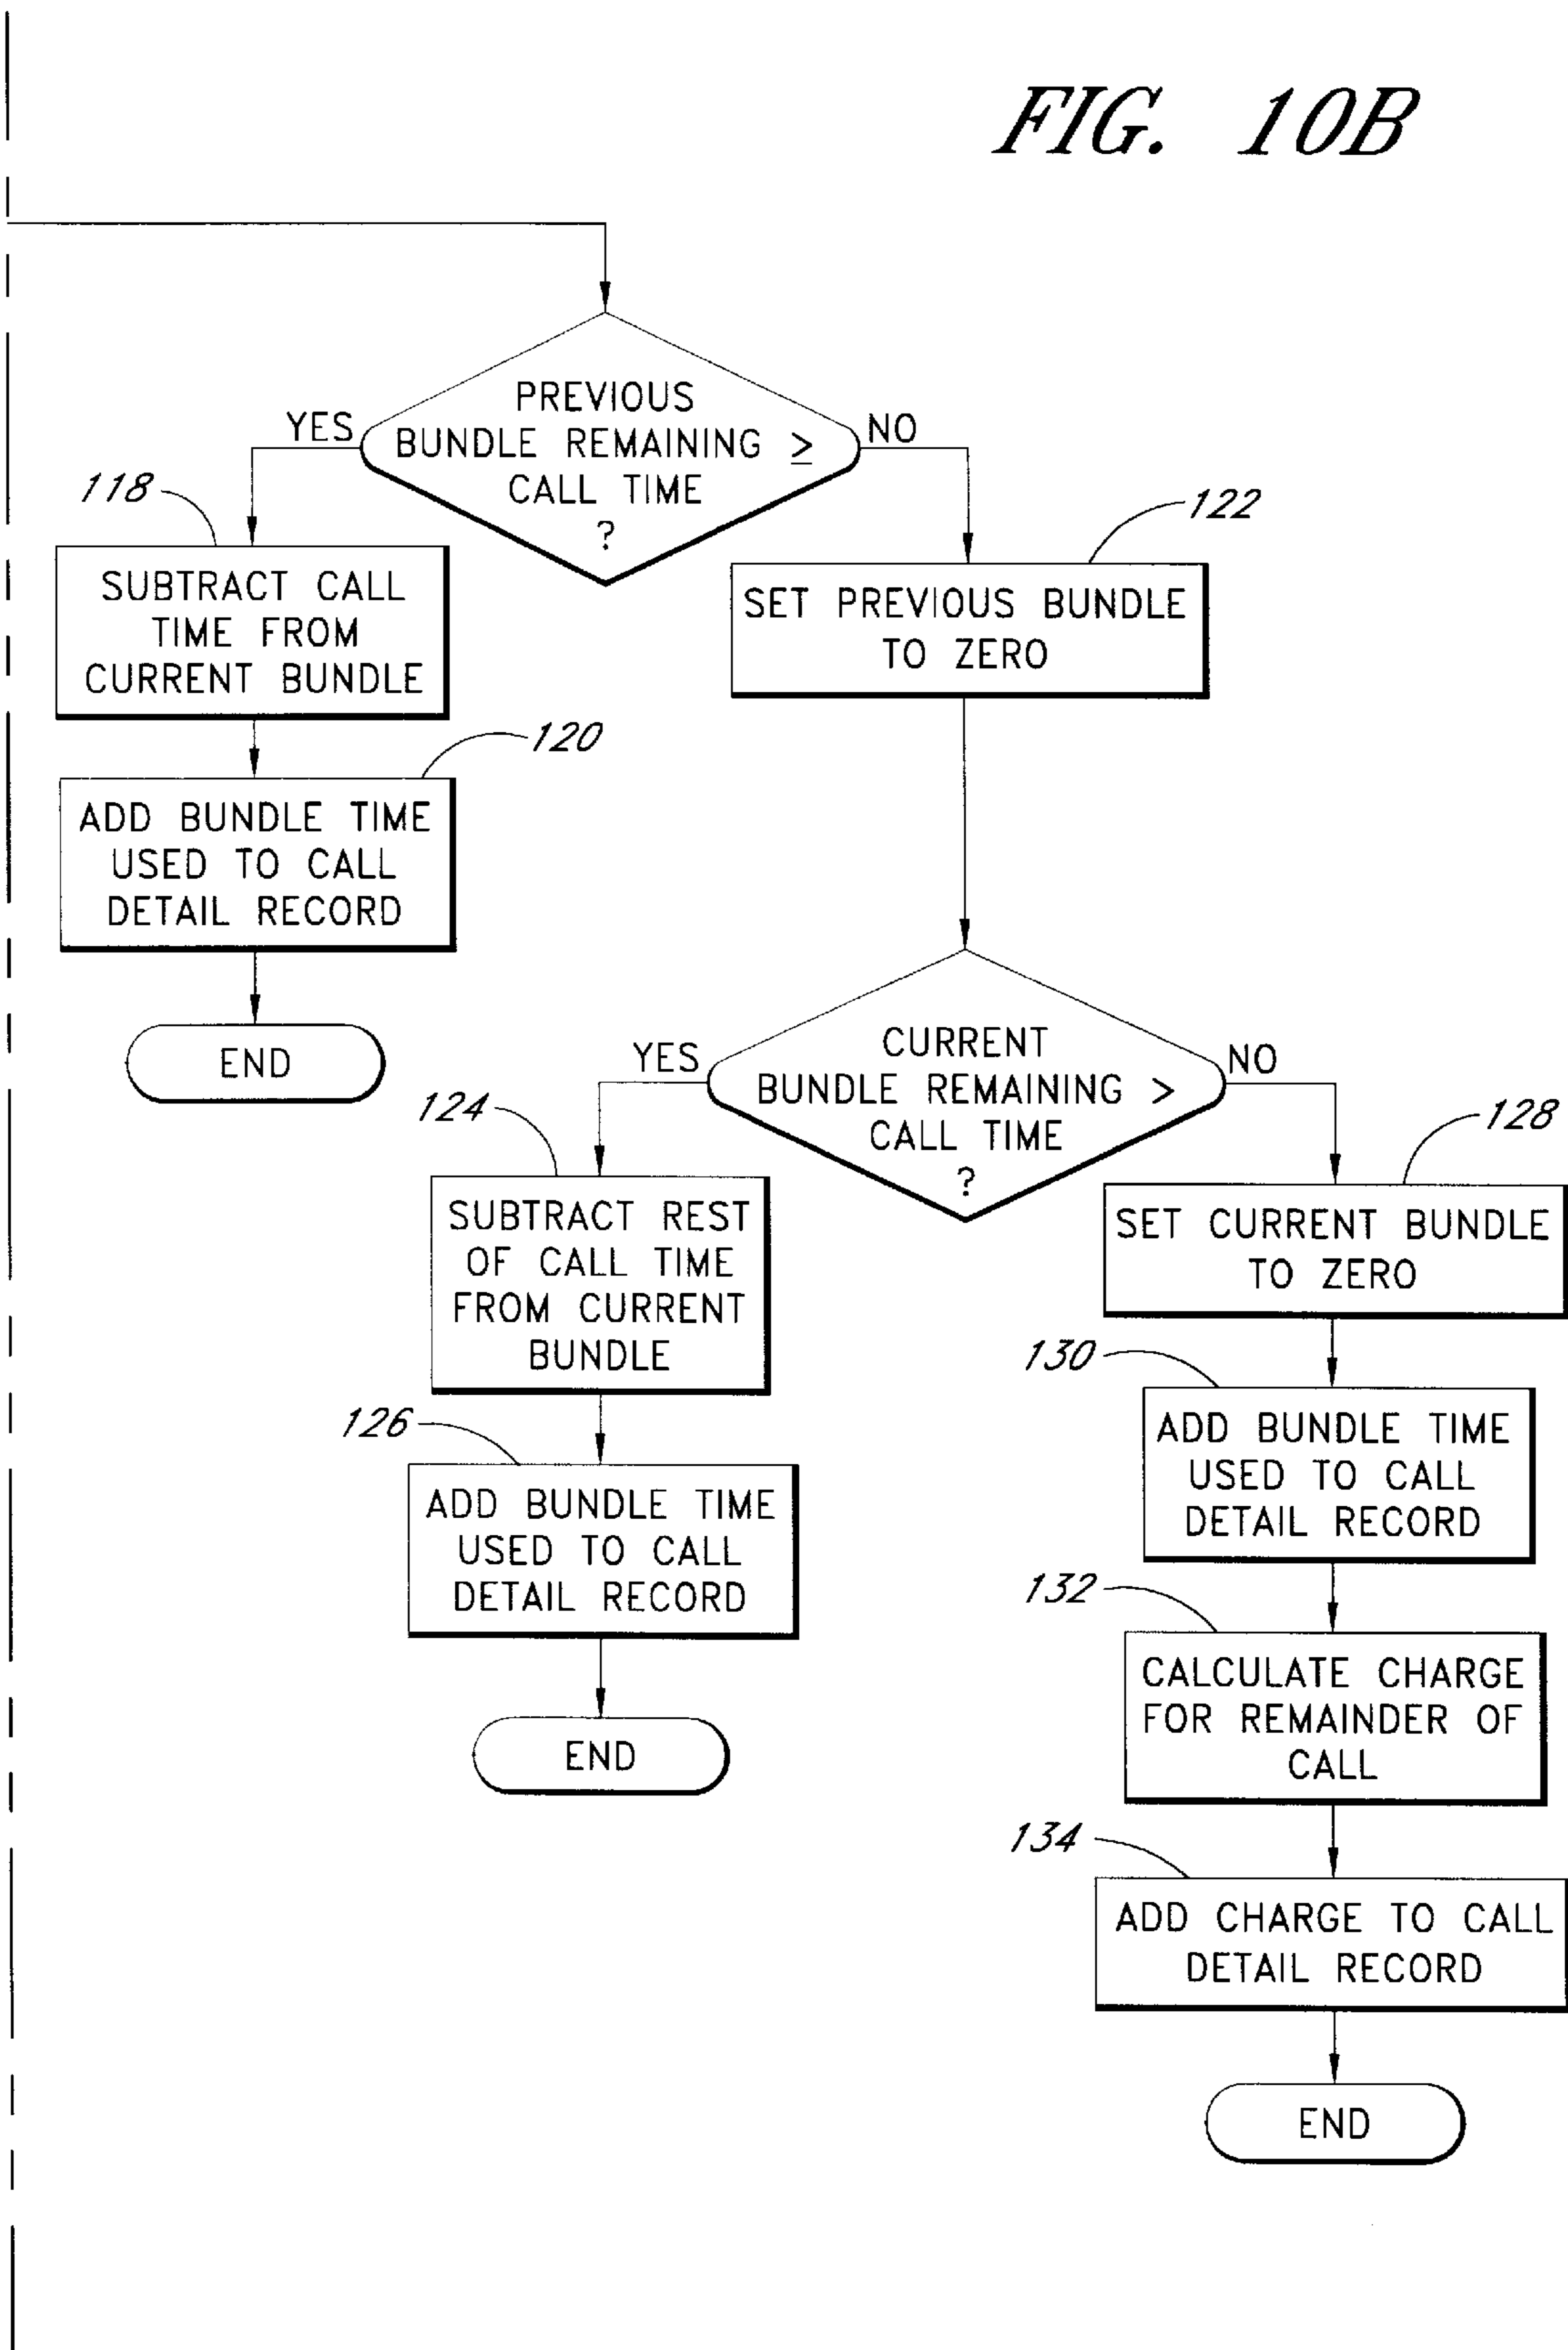 FIG. 10B
PREVIOUS
BUNDLE REMAINING ≥
CALL TIME
?
YES
NO
118
SUBTRACT CALL
TIME FROM
CURRENT BUNDLE
122
SET PREVIOUS BUNDLE
TO ZERO
120
ADD BUNDLE TIME
USED TO CALL
DETAIL RECORD
END
CURRENT
BUNDLE REMAINING >
CALL TIME
?
YES
NO
124
SUBTRACT REST
OF CALL TIME
FROM CURRENT
BUNDLE
128
SET CURRENT BUNDLE
TO ZERO
126
ADD BUNDLE TIME
USED TO CALL
DETAIL RECORD
END
130
ADD BUNDLE TIME
USED TO CALL
DETAIL RECORD
132
CALCULATE CHARGE
FOR REMAINDER OF
CALL
134
ADD CHARGE TO CALL
DETAIL RECORD
END